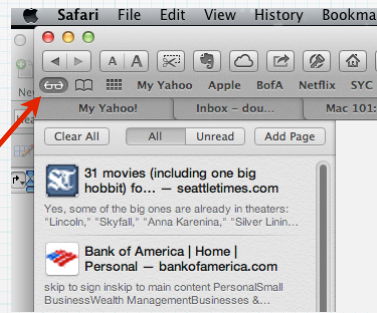 Safari File Edit View History Bookma
A A
My Yahoo Apple BofA Netflix SYC
My Yahoo! Inbox – dou... Mac 101:
Clear All All Unread Add Page
31 movies (including one big
hobbit) fo... — seattletimes.com
Yes, some of the big ones are already in theaters:
"Lincoln," "Skyfall," "Anna Karenina," "Silver Linin...
Bank of America | Home |
Personal — bankofamerica.com
skip to sign inskip to main content PersonalSmall
BusinessWealth ManagementBusinesses &...